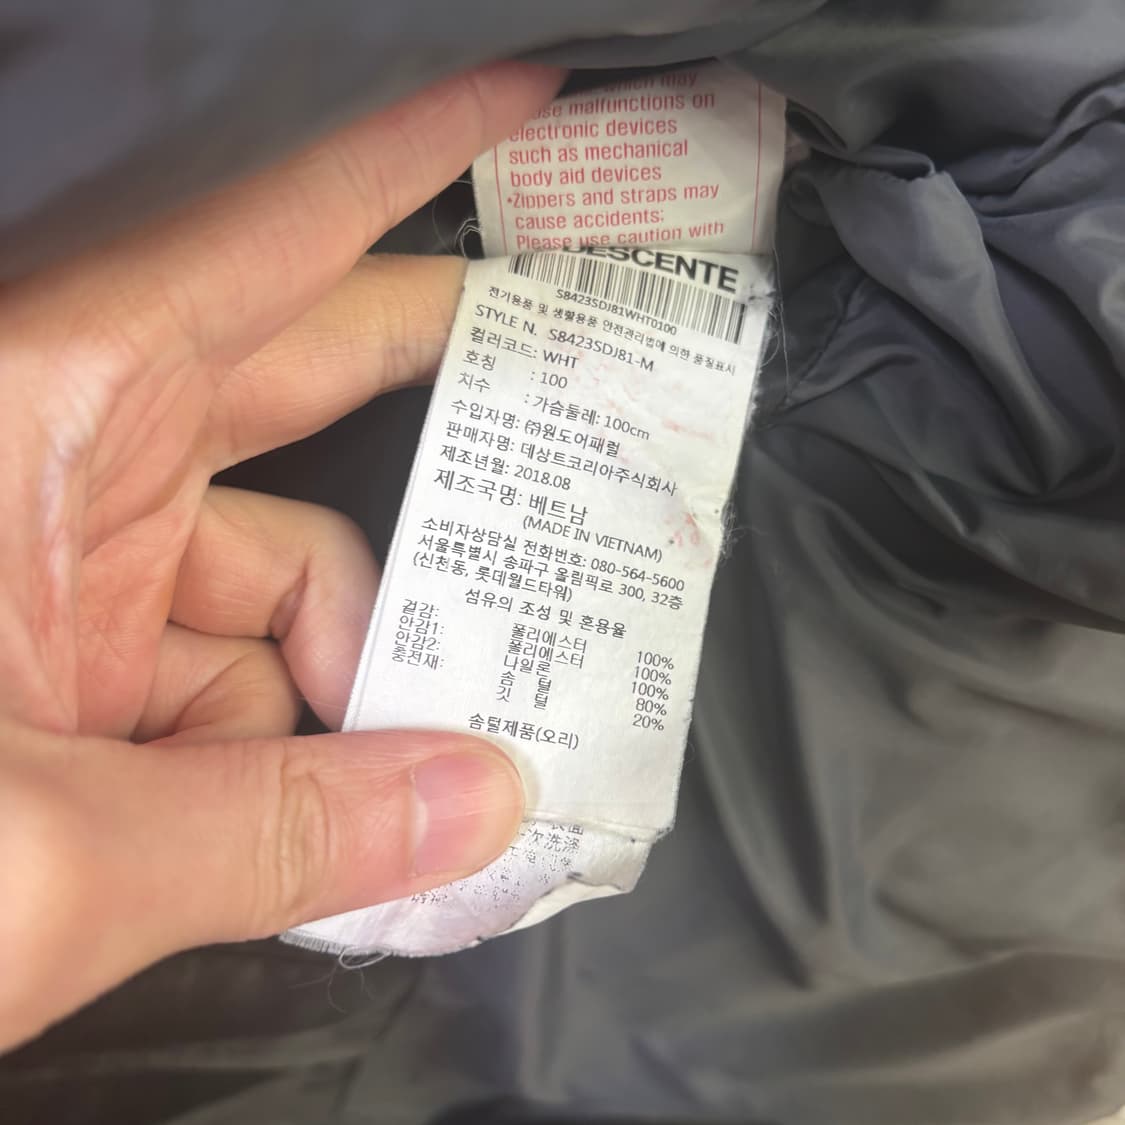 which may
use malfunctions on
electronic devices
such as mechanical
body aid devices
•Zippers and straps may
cause accidents:
Please use caution with
DESCENTE
S8423SDJ81WHT0100
전기용품 및 생활용품 안전관리법에 의한 품질표시
STYLE N. S8423SDJ81-M
컬러코드: WHT
호칭 : 100
치수 : 가슴둘레: 100cm
수입자명: ㈜원도어패럴
판매자명: 데상트코리아주식회사
제조년월: 2018.08
제조국명: 베트남
(MADE IN VIETNAM)
소비자상담실 전화번호: 080-564-5600
서울특별시 송파구 올림픽로 300, 32층
(신천동, 롯데월드타워)
섬유의 조성 및 혼용율
겉감: 폴리에스터 100%
안감1: 폴리에스터 100%
안감2: 나일론 100%
충전재: 솜 털 80%
깃 털 20%
솜털제품(오리)
次洗涤